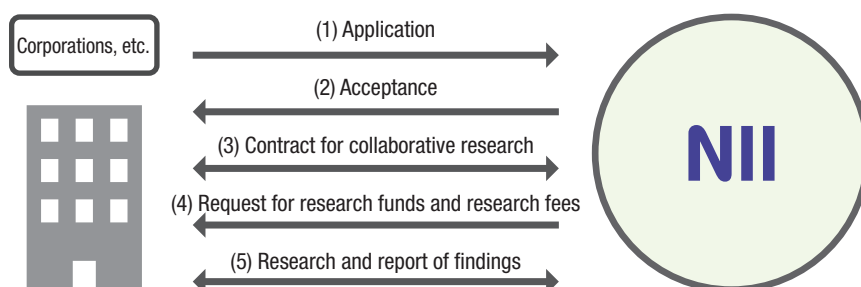 Corporations, etc.
(1) Application
(2) Acceptance
(3) Contract for collaborative research
(4) Request for research funds and research fees
(5) Research and report of findings
NII